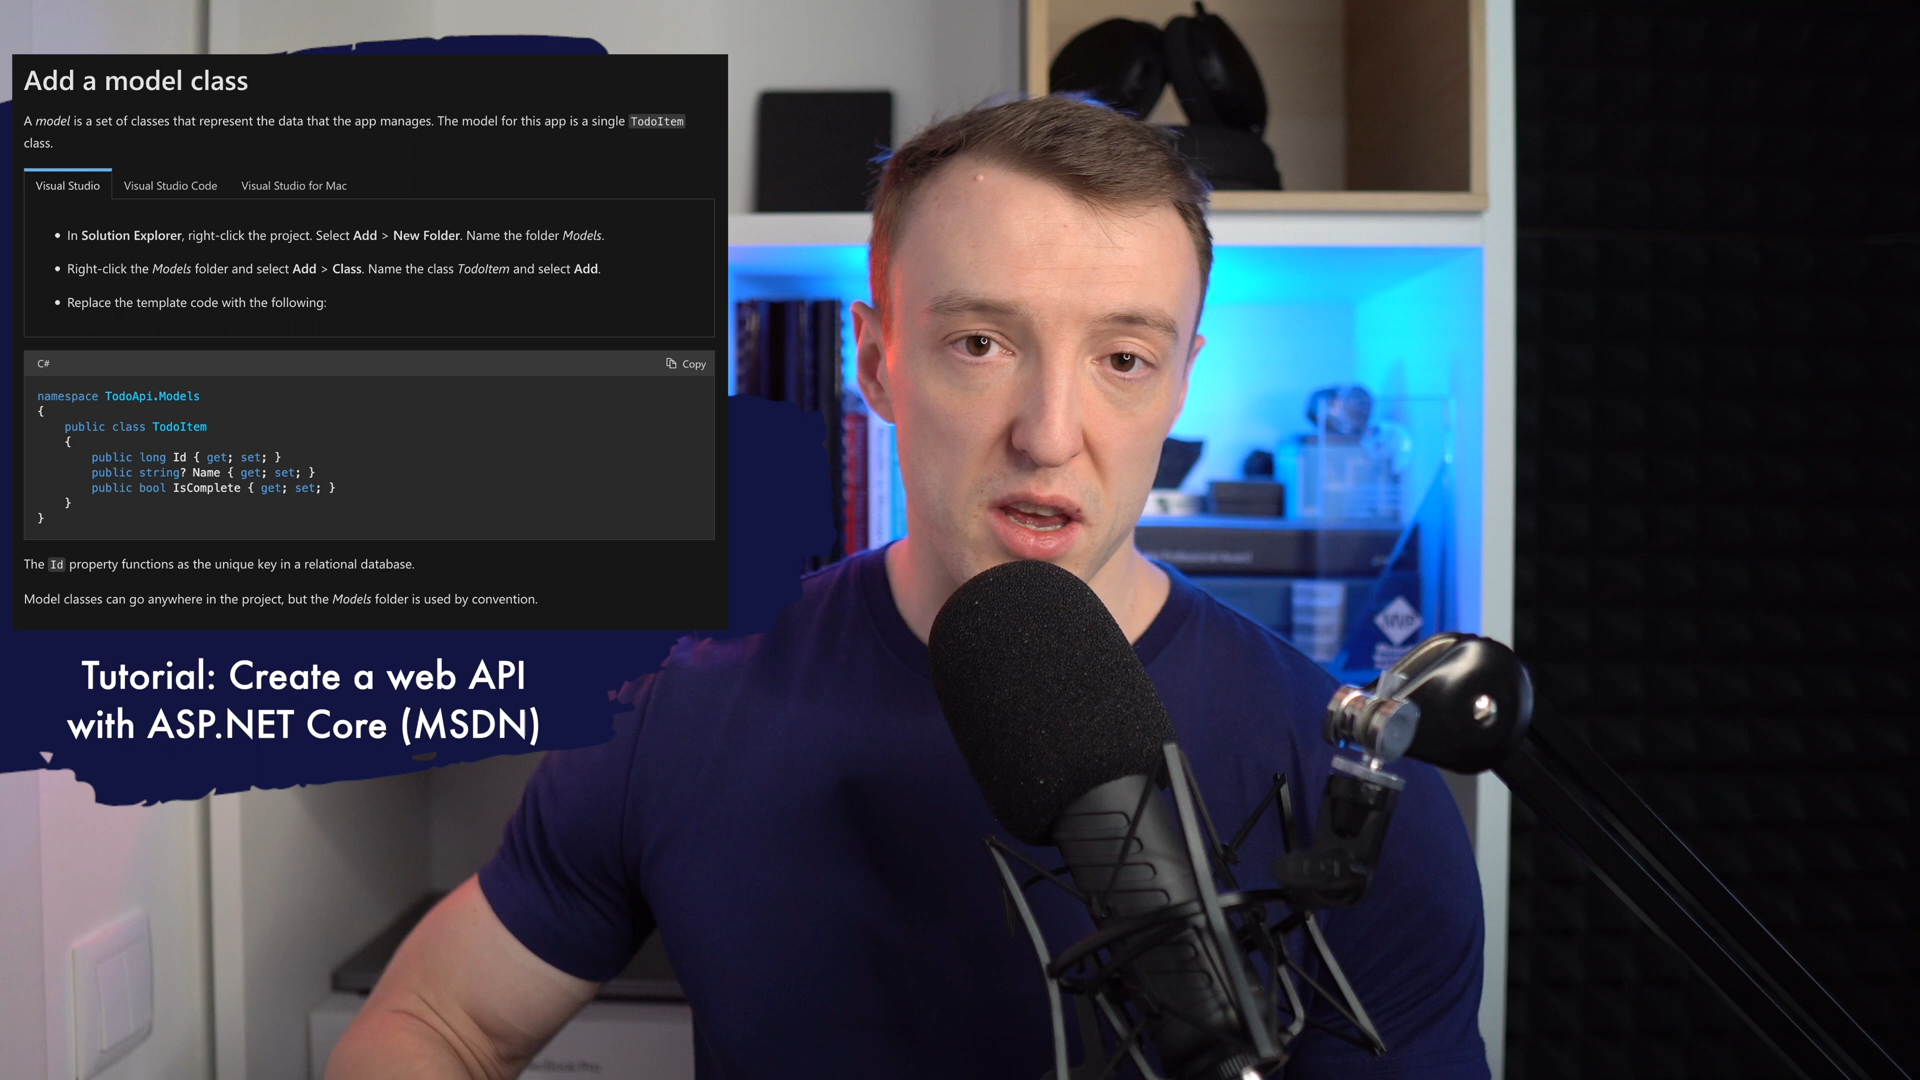 Add a model class
A model is a set of classes that represent the data that the app manages. The model for this app is a single TodoItem
class.
Visual Studio Visual Studio Code Visual Studio for Mac
• In Solution Explorer, right-click the project. Select Add > New Folder. Name the folder Models.
• Right-click the Models folder and select Add > Class. Name the class TodoItem and select Add.
• Replace the template code with the following:
C# Copy
namespace TodoApi.Models
{
    public class TodoItem
    {
        public long Id { get; set; }
        public string? Name { get; set; }
        public bool IsComplete { get; set; }
    }
}
The Id property functions as the unique key in a relational database.
Model classes can go anywhere in the project, but the Models folder is used by convention.
Tutorial: Create a web API
with ASP.NET Core (MSDN)
MacBook Pro